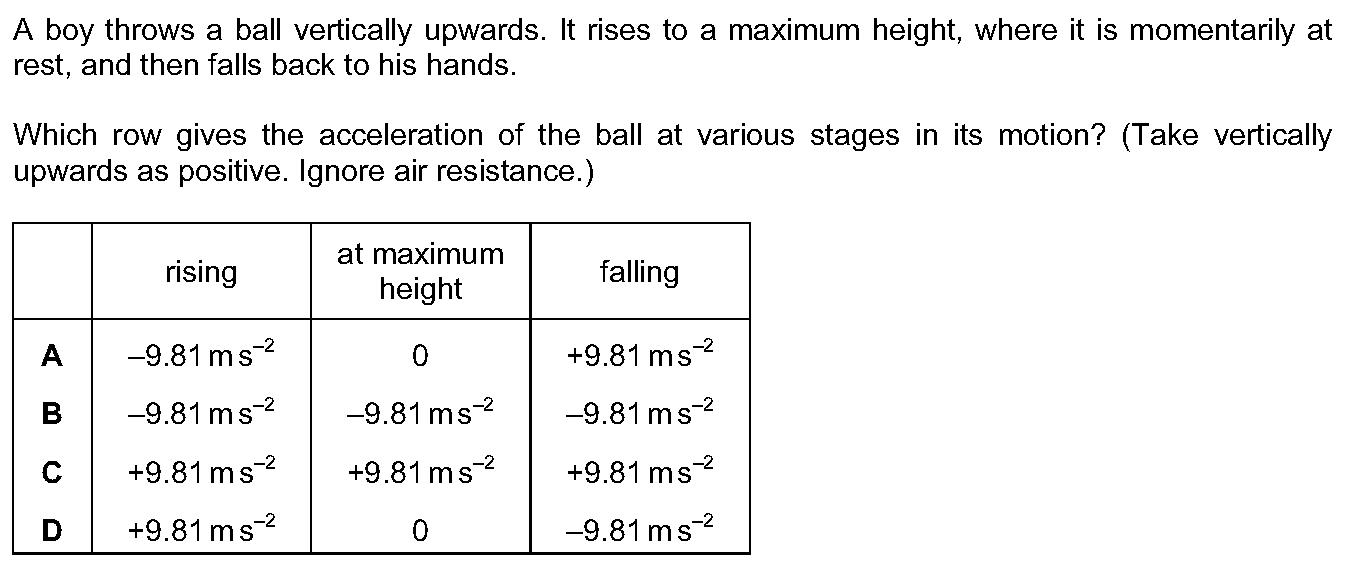 A boy throws a ball vertically upwards. It rises to a maximum height, where it is momentarily at
rest, and then falls back to his hands.
Which row gives the acceleration of the ball at various stages in its motion? (Take vertically
upwards as positive. Ignore air resistance.)
rising at maximum height falling
A –9.81 m s⁻² 0 +9.81 m s⁻²
B –9.81 m s⁻² –9.81 m s⁻² –9.81 m s⁻²
C +9.81 m s⁻² +9.81 m s⁻² +9.81 m s⁻²
D +9.81 m s⁻² 0 –9.81 m s⁻²